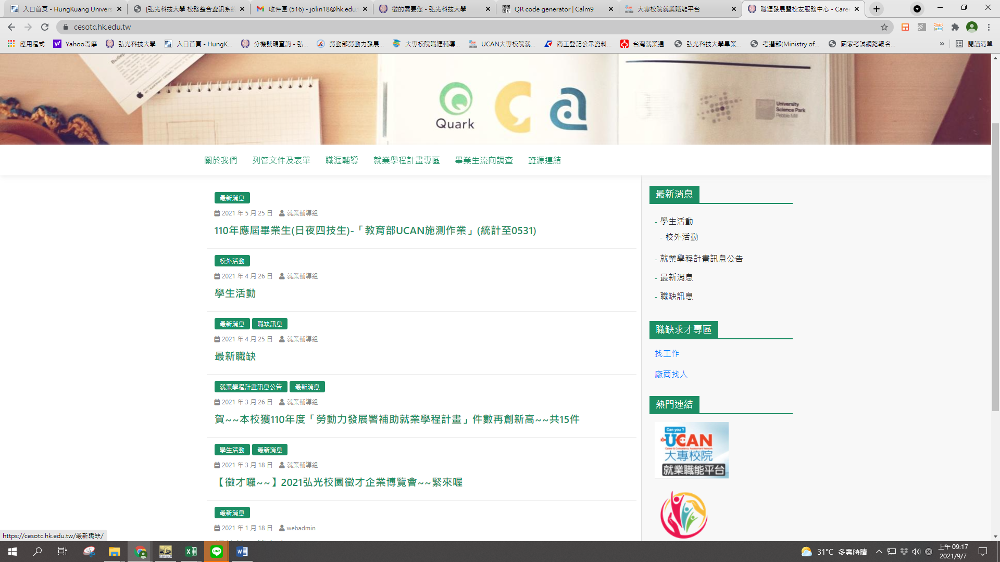 入口首页 - HungKuang Univers
[弘光科技大學 校務整合資訊系統
收件匣 (516) - jolin18@hk.edu.
徵的需要您 - 弘光科技大學
QR code generator | Calm9
大專校院就業職能平台
職涯發展暨校友服務中心 - Care
cesotc.hk.edu.tw
應用程式
Yahoo奇摩
弘光科技大學
入口首頁 - HungK...
分機號碼查詢 - 弘...
勞動部勞動力發展...
大專校院職涯輔導...
UCAN大專校院就...
商工登記公示資料...
台灣就業通
弘光科技大學畢業...
考選部(Ministry of...
國家考試網路報名...
»
閱讀清單
Quark
ca
University
Science Park
Pebble Mill
關於我們 列管文件及表單 職涯輔導 就業學程計畫專區 畢業生流向調查 資源連結
最新消息
2021 年 5 月 25 日 就業輔導組
110年應屆畢業生(日夜四技生)-「教育部UCAN施測作業」(統計至0531)
校外活動
2021 年 4 月 26 日 就業輔導組
學生活動
最新消息 職缺訊息
2021 年 4 月 25 日 就業輔導組
最新職缺
就業學程計畫訊息公告 最新消息
2021 年 3 月 26 日 就業輔導組
賀~~本校獲110年度「勞動力發展署補助就業學程計畫」件數再創新高~~共15件
學生活動 最新消息
2021 年 3 月 18 日 就業輔導組
【徵才囉~~】2021弘光校園徵才企業博覽會~~緊來喔
最新消息
2021 年 1 月 18 日 webadmin
最新消息
- 學生活動
- 校外活動
- 就業學程計畫訊息公告
- 最新消息
- 職缺訊息
職缺求才專區
找工作
廠商找人
熱門連結
Can you ?
UCAN
Career & Competency Assessment Network
大專校院
就業職能平台
https://cesotc.hk.edu.tw/最新職缺/
31°C 多雲時晴
上午 09:17
2021/9/7